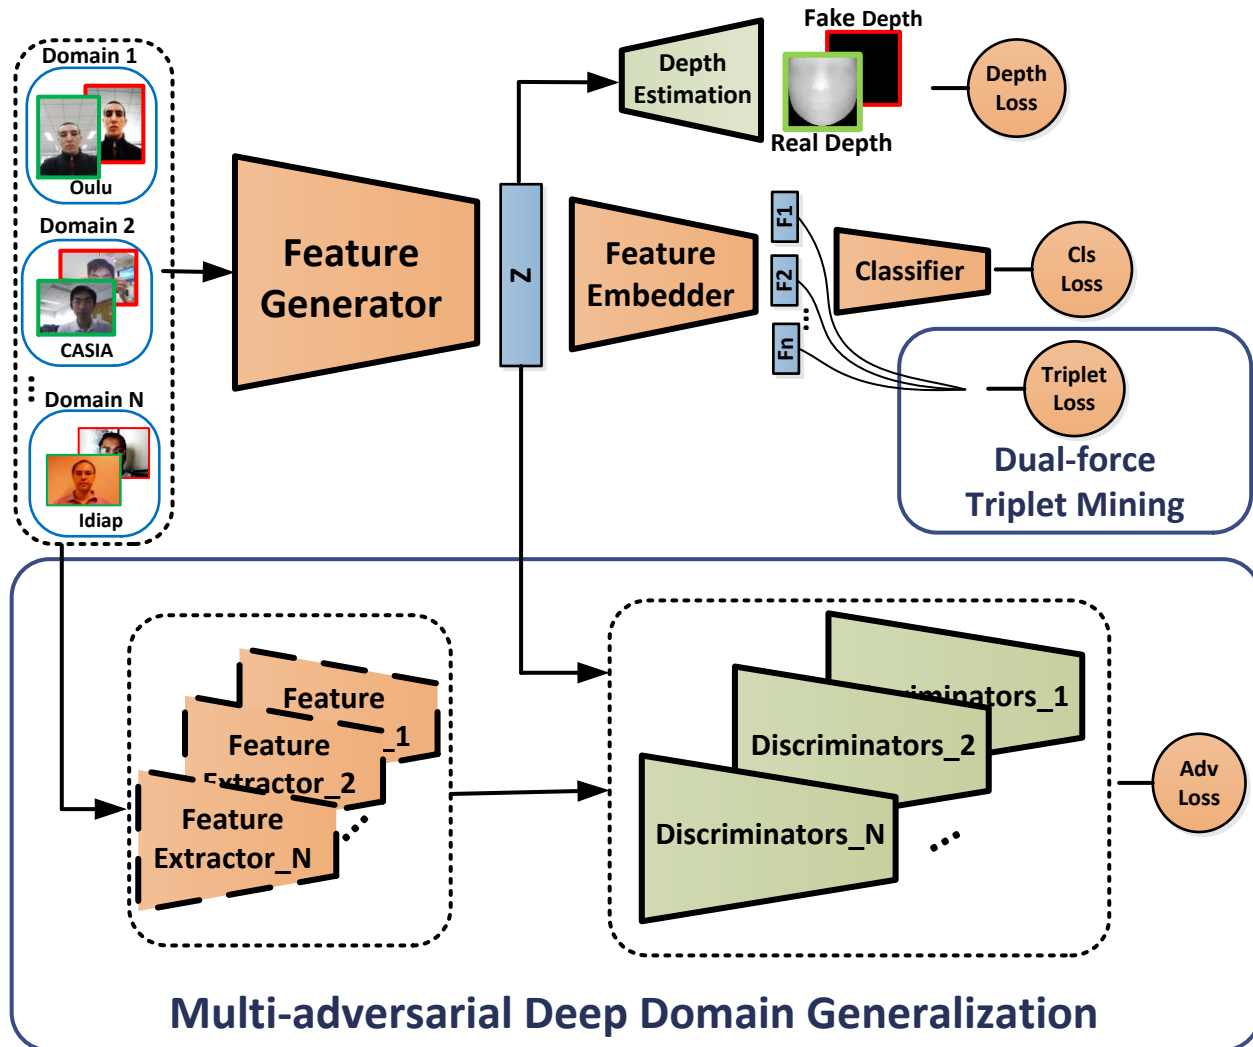 Domain 1
Oulu
Domain 2
CASIA
Domain N
Idiap
Feature
Generator
Z
Depth
Estimation
Fake Depth
Real Depth
Depth
Loss
Feature
Embedder
F1
F2
Fn
Classifier
Cls
Loss
Triplet
Loss
Dual-force
Triplet Mining
Feature
_1
Feature
Extractor_2
Feature
Extractor_N
criminators_1
Discriminators_2
Discriminators_N
Adv
Loss
Multi-adversarial Deep Domain Generalization